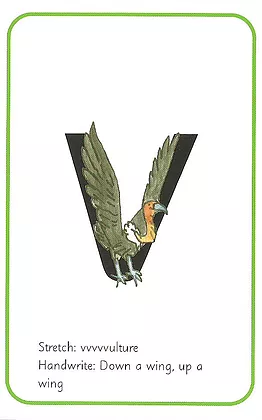 V
Stretch: vvvvvulture
Handwrite: Down a wing, up a
wing